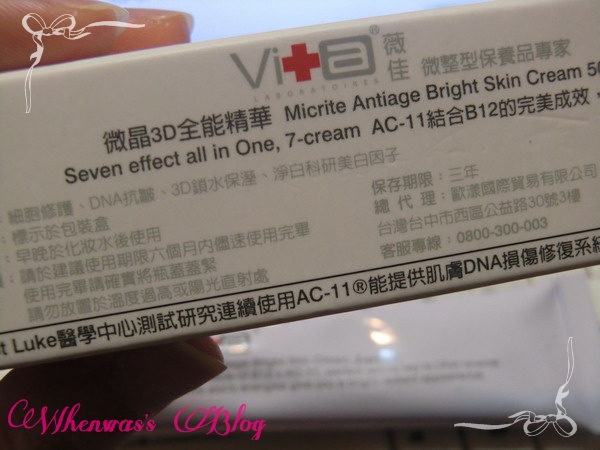 Vita® 薇佳 微整型保養品專家
LABORATOIRES
微晶3D全能精華 Micrite Antiage Bright Skin Cream 50
Seven effect all in One, 7-cream AC-11結合B12的完美成效，
：細胞修護、DNA抗皺、3D鎖水保溼、淨白科研美白因子
：標示於包裝盒
：早晚於化妝水後使用
：請於建議使用期限六個月內儘速使用完畢
使用完畢請確實將瓶蓋蓋緊
請勿放置於溫度過高或陽光直射處
保存期限：三年
總代理：歐漾國際貿易有限公司
台灣台中市西區公益路30號3樓
客服專線：0800-300-003
t Luke醫學中心測試研究連續使用AC-11®能提供肌膚DNA損傷修復系統
Whenwas's Blog